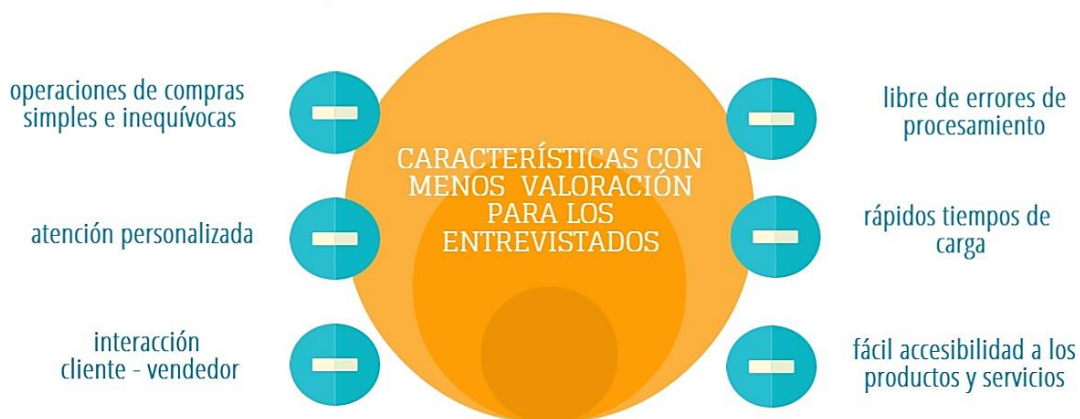 operaciones de compras
simples e inequívocas
atención personalizada
interacción
cliente - vendedor
CARACTERÍSTICAS CON
MENOS VALORACIÓN
PARA LOS
ENTREVISTADOS
libre de errores de
procesamiento
rápidos tiempos de
carga
fácil accesibilidad a los
productos y servicios